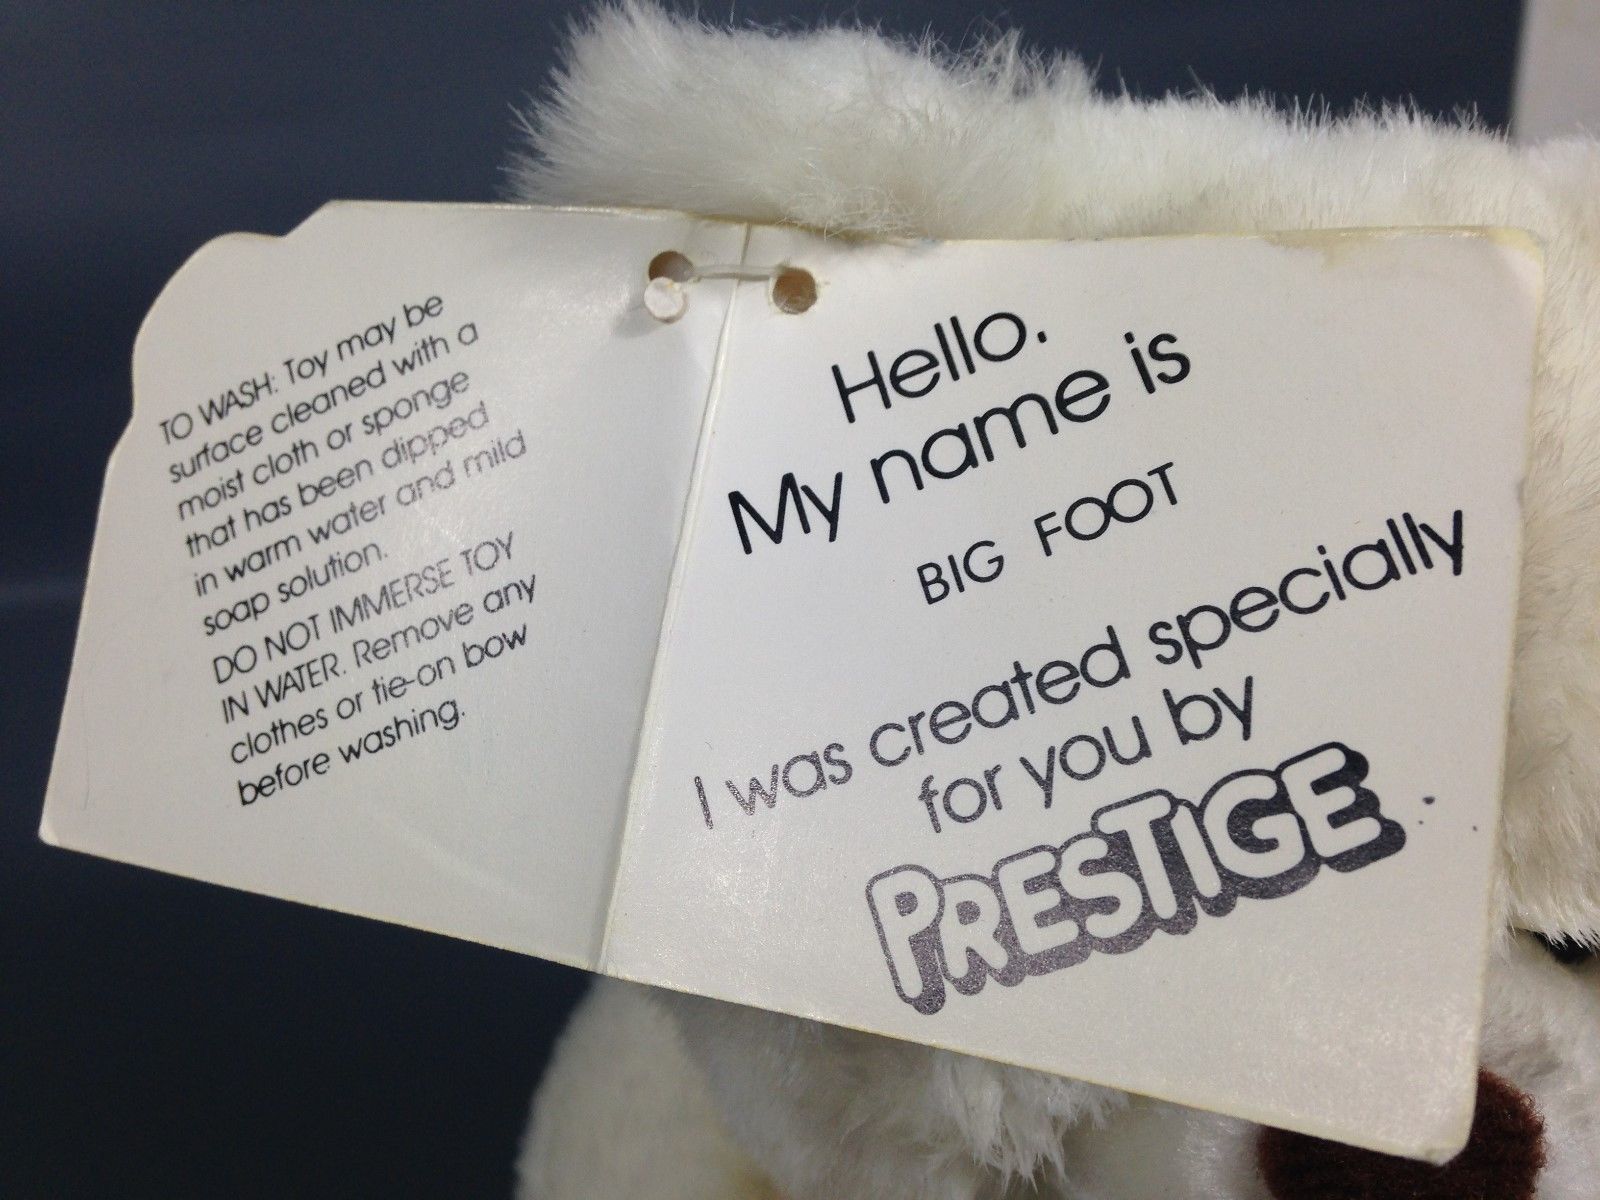 TO WASH: Toy may be
surface cleaned with a
moist cloth or sponge
that has been dipped
in warm water and mild
soap solution.
DO NOT IMMERSE TOY
IN WATER. Remove any
clothes or tie-on bow
before washing.
Hello.
My name is
BIG FOOT
I was created specially
for you by
PRESTIGE